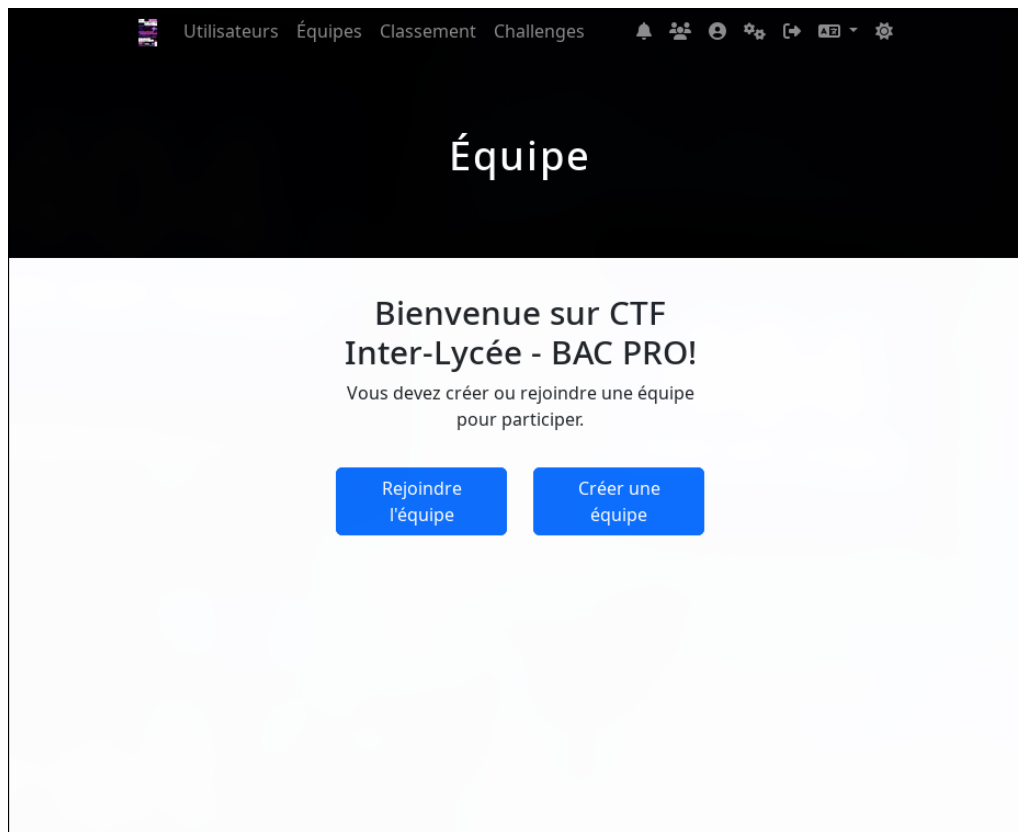 Utilisateurs Équipes Classement Challenges
Équipe
Bienvenue sur CTF
Inter-Lycée - BAC PRO!
Vous devez créer ou rejoindre une équipe
pour participer.
Rejoindre
l'équipe
Créer une
équipe